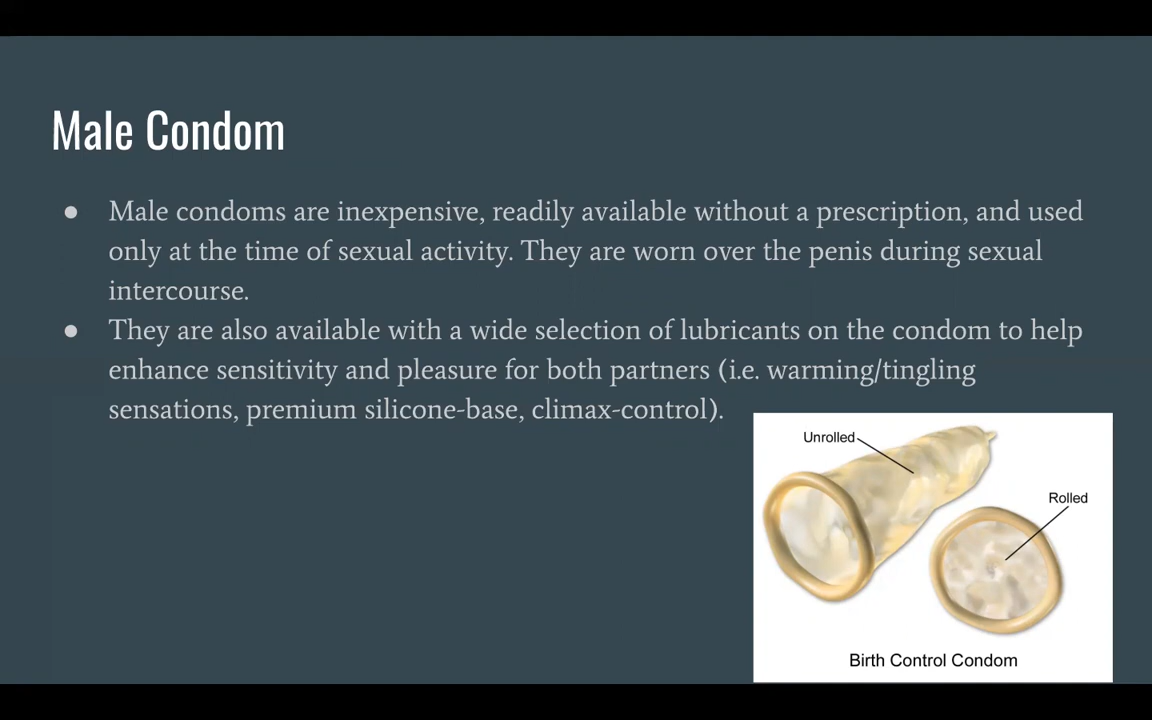 Male Condom
● Male condoms are inexpensive, readily available without a prescription, and used
only at the time of sexual activity. They are worn over the penis during sexual
intercourse.
● They are also available with a wide selection of lubricants on the condom to help
enhance sensitivity and pleasure for both partners (i.e. warming/tingling
sensations, premium silicone-base, climax-control).
Unrolled
Rolled
Birth Control Condom